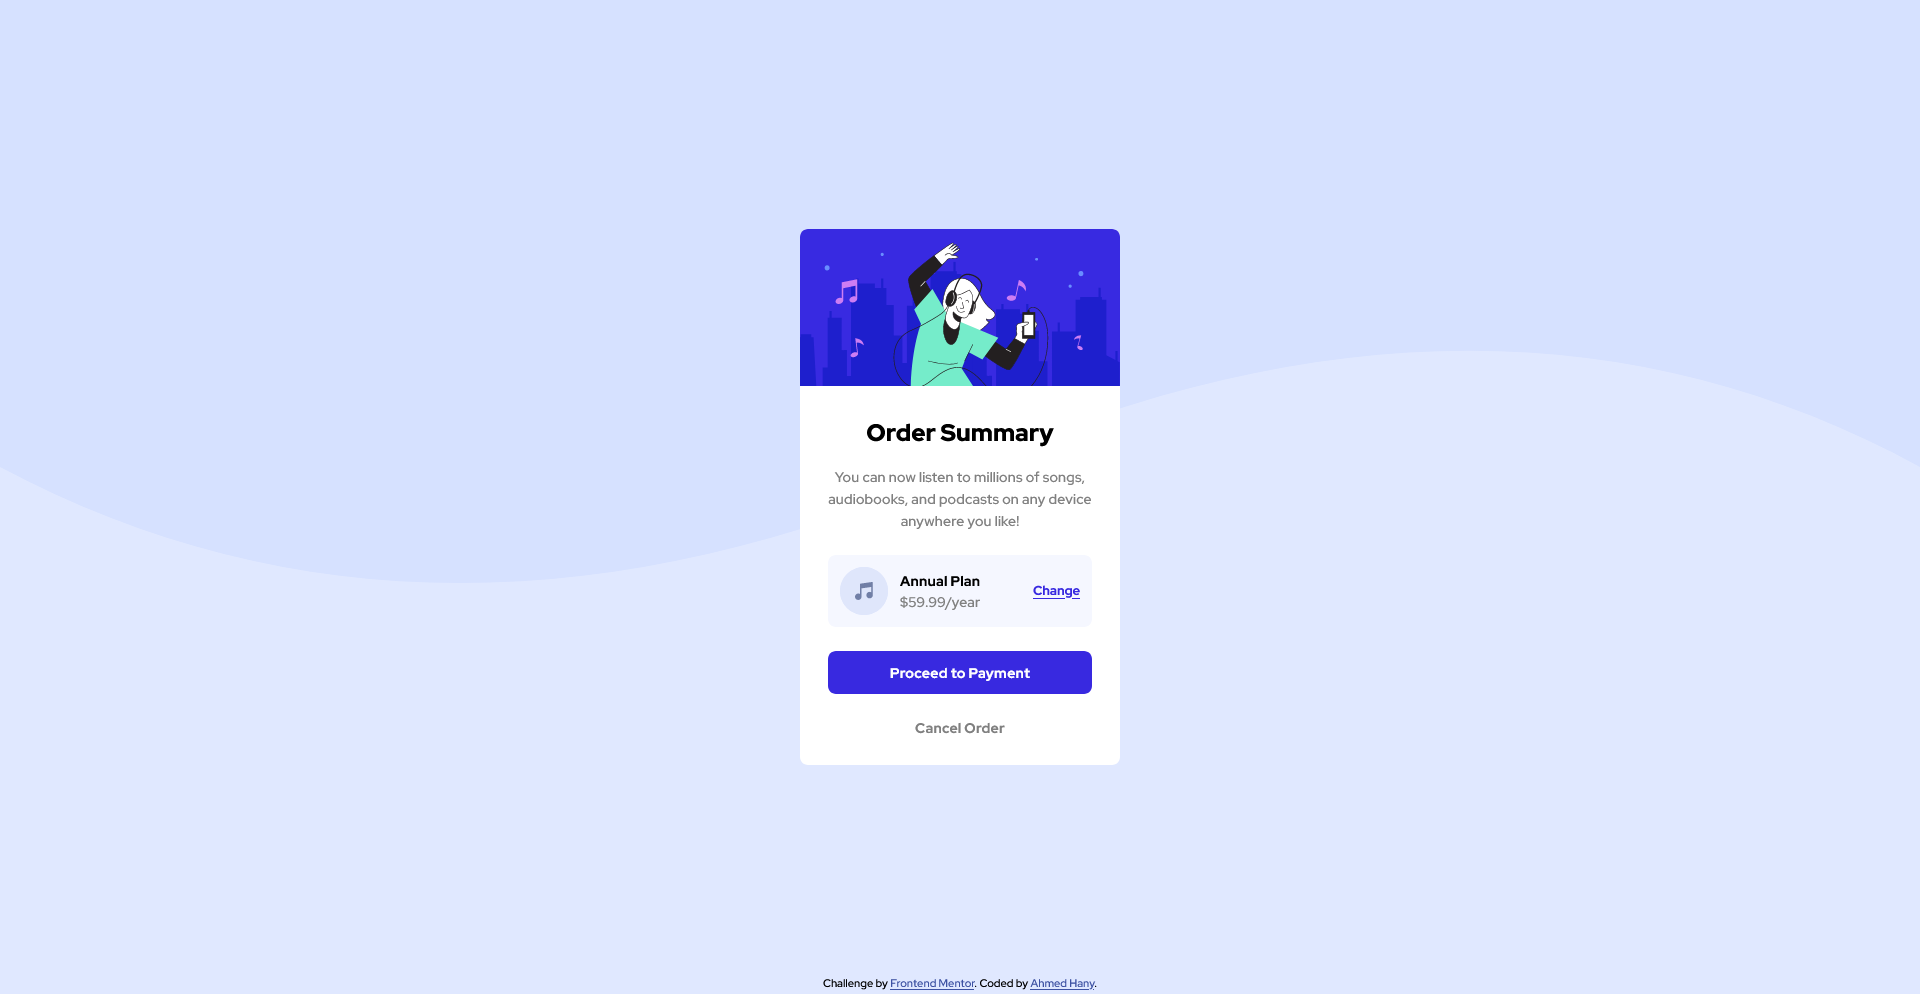 Order Summary
You can now listen to millions of songs,
audiobooks, and podcasts on any device
anywhere you like!
Annual Plan
$59.99/year
Change
Proceed to Payment
Cancel Order
Challenge by Frontend Mentor. Coded by Ahmed Hany.